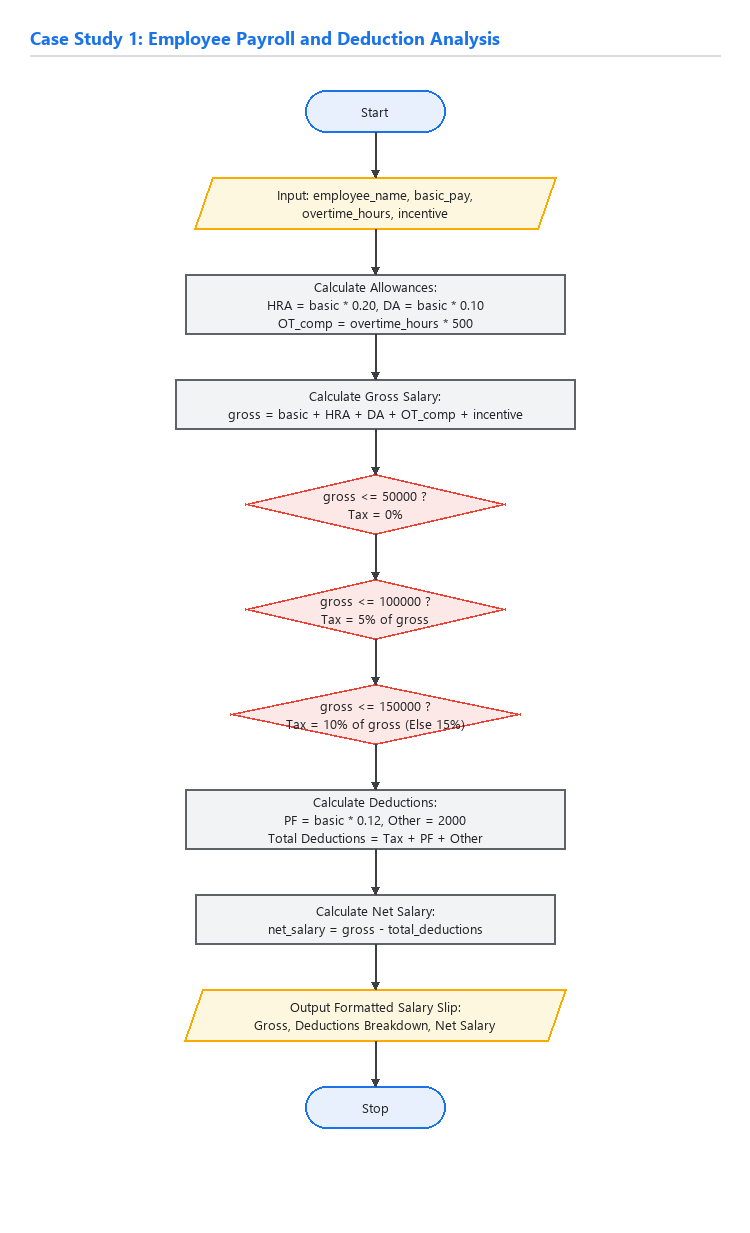 Case Study 1: Employee Payroll and Deduction Analysis
Start
Input: employee_name, basic_pay,
overtime_hours, incentive
Calculate Allowances:
HRA = basic * 0.20, DA = basic * 0.10
OT_comp = overtime_hours * 500
Calculate Gross Salary:
gross = basic + HRA + DA + OT_comp + incentive
gross <= 50000 ?
Tax = 0%
gross <= 100000 ?
Tax = 5% of gross
gross <= 150000 ?
Tax = 10% of gross (Else 15%)
Calculate Deductions:
PF = basic * 0.12, Other = 2000
Total Deductions = Tax + PF + Other
Calculate Net Salary:
net_salary = gross - total_deductions
Output Formatted Salary Slip:
Gross, Deductions Breakdown, Net Salary
Stop